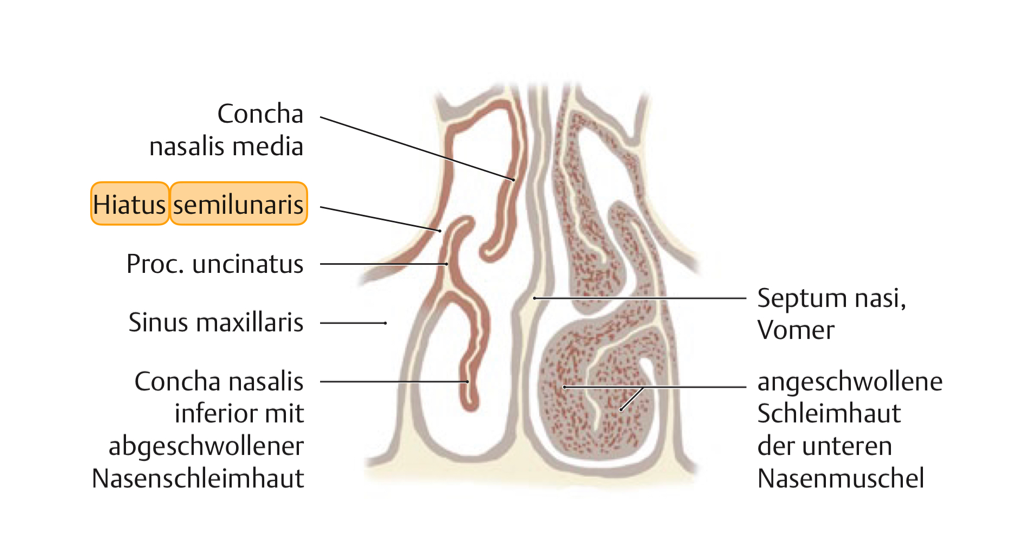 Concha
nasalis media
Hiatus semilunaris
Proc. uncinatus
Sinus maxillaris
Concha nasalis
inferior mit
abgeschwollener
Nasenschleimhaut
Septum nasi,
Vomer
angeschwollene
Schleimhaut
der unteren
Nasenmuschel